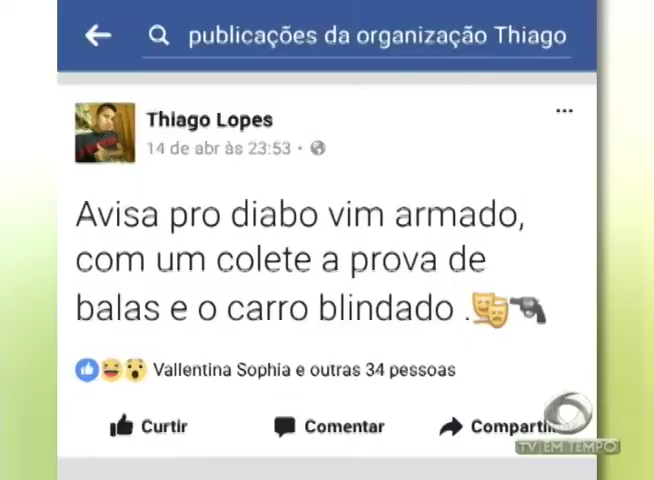 publicações da organização Thiago
Thiago Lopes
14 de abr às 23:53
Avisa pro diabo vim armado,
com um colete a prova de
balas e o carro blindado .
Vallentina Sophia e outras 34 pessoas
Curtir Comentar Compartil
TV EM TEMPO